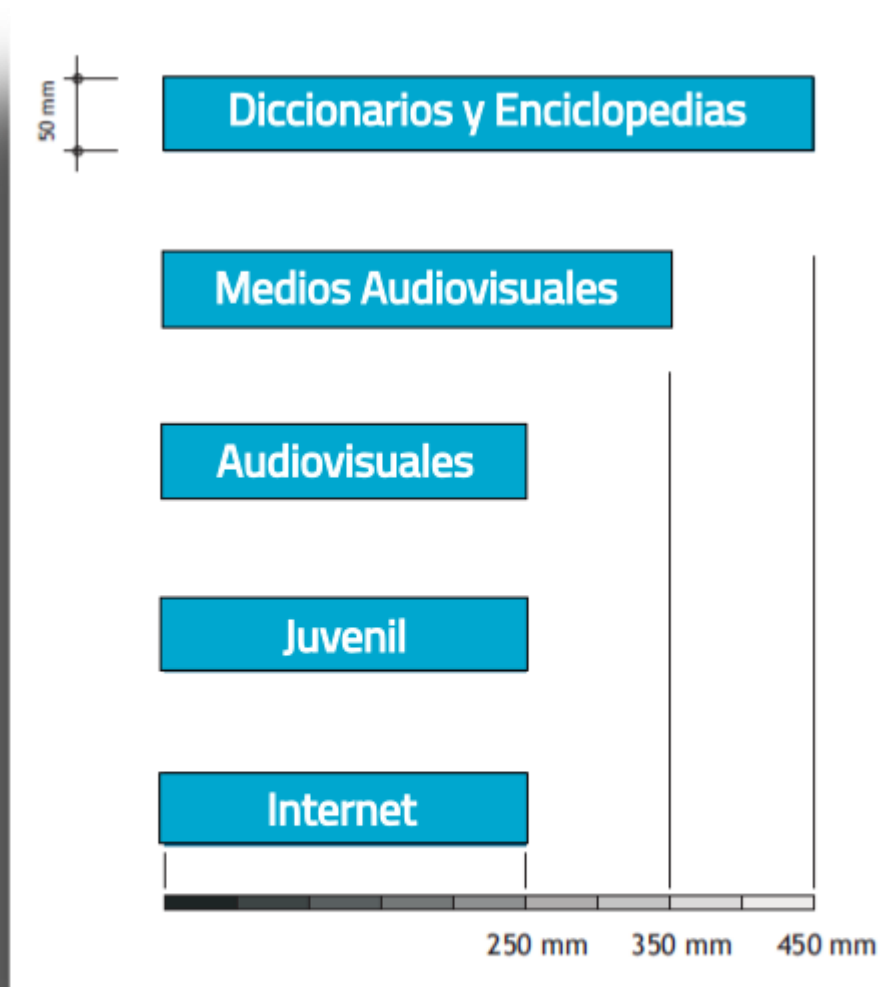 50 mm
Diccionarios y Enciclopedias
Medios Audiovisuales
Audiovisuales
Juvenil
Internet
250 mm 350 mm 450 mm